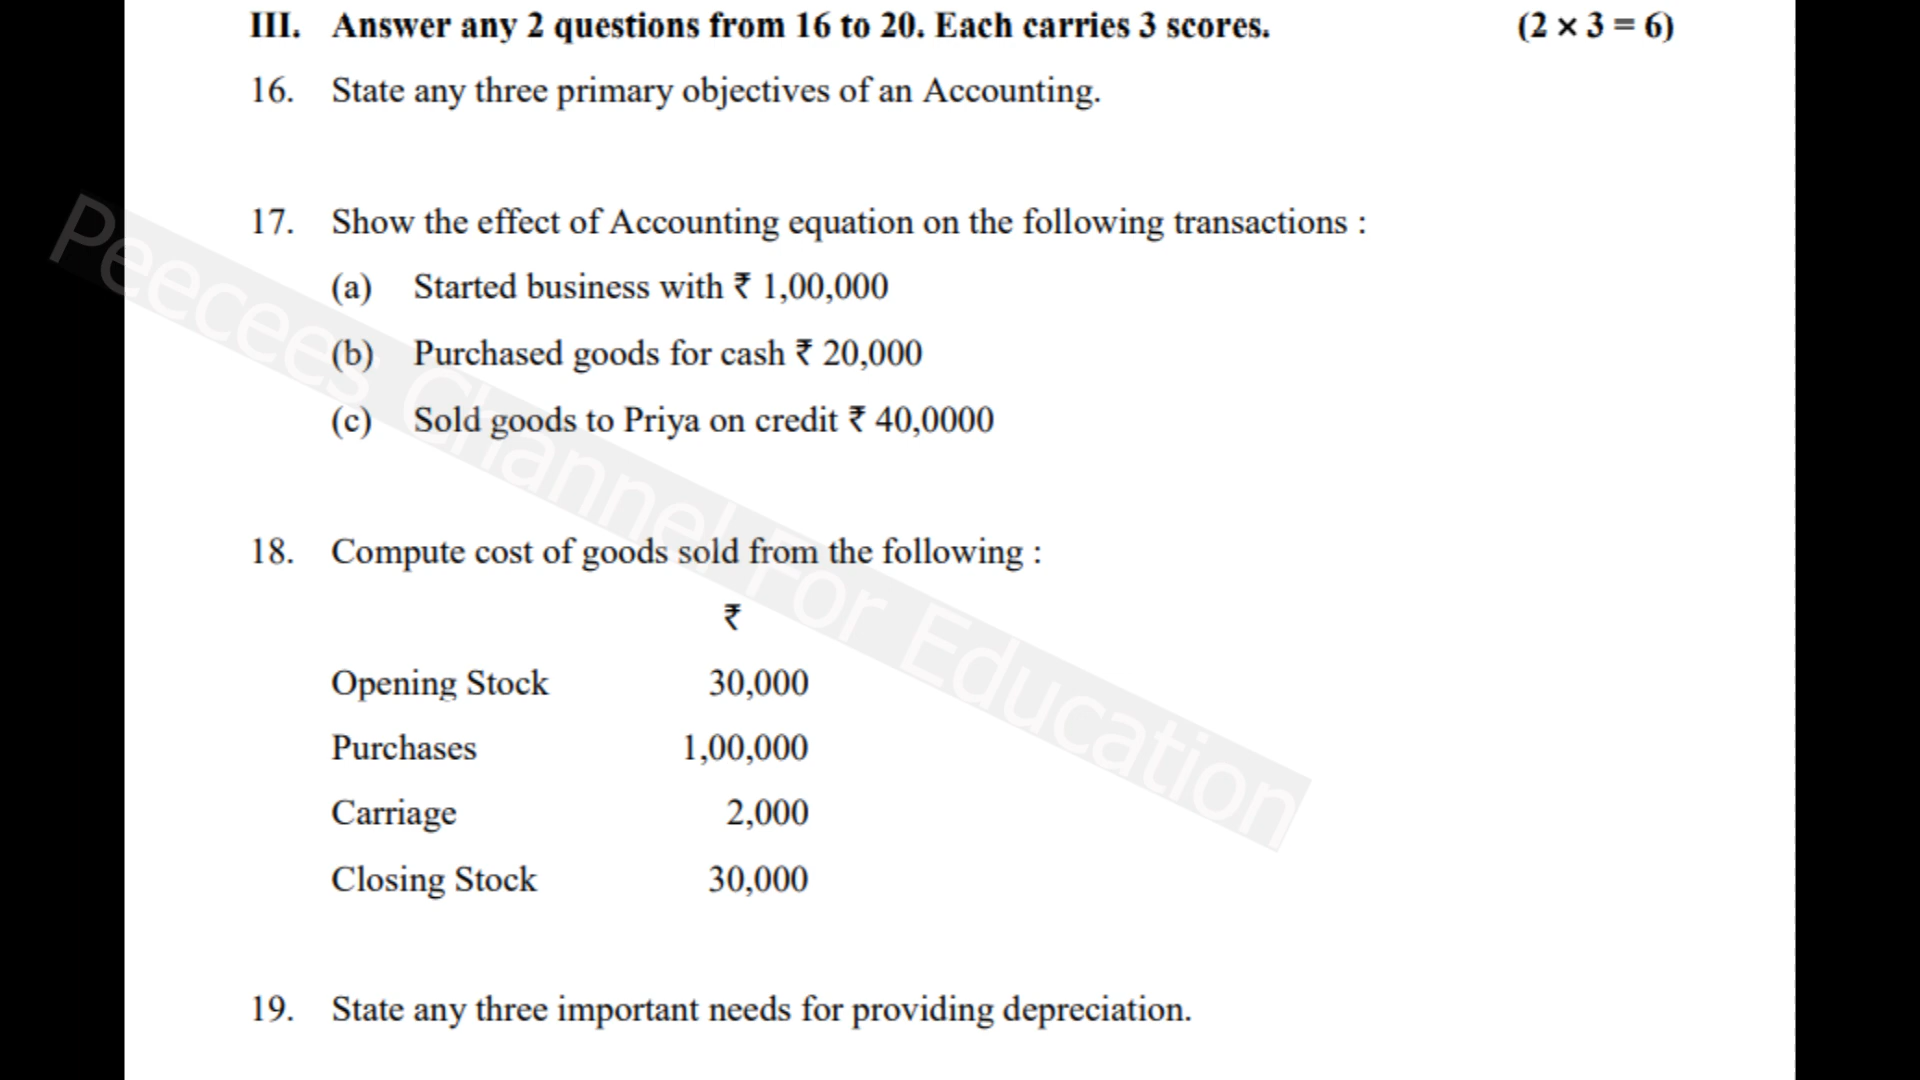 III. Answer any 2 questions from 16 to 20. Each carries 3 scores. (2 × 3 = 6)
16. State any three primary objectives of an Accounting.
17. Show the effect of Accounting equation on the following transactions :
(a) Started business with ₹ 1,00,000
(b) Purchased goods for cash ₹ 20,000
(c) Sold goods to Priya on credit ₹ 40,0000
18. Compute cost of goods sold from the following :
₹
Opening Stock 30,000
Purchases 1,00,000
Carriage 2,000
Closing Stock 30,000
19. State any three important needs for providing depreciation.
Peecees Channel For Education